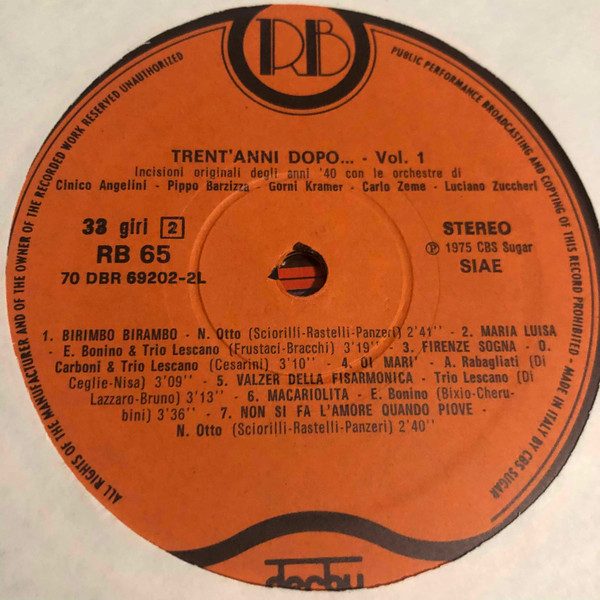 RB
ALL RIGHTS OF THE MANUFACTURER AND OF THE OWNER OF THE RECORDED WORK RESERVED UNAUTHORIZED
PUBLIC PERFORMANCE BROADCASTING AND COPYING OF THIS RECORD PROHIBITED - MADE IN ITALY BY CBS SUGAR
TRENT'ANNI DOPO... - Vol. 1
Incisioni originali degli anni '40 con le orchestre di
Cinico Angelini - Pippo Barzizza - Gorni Kramer - Carlo Zeme - Luciano Zuccheri
33 giri 2
STEREO
RB 65
℗ 1975 CBS Sugar
70 DBR 69202-2L
SIAE
1. BIRIMBO BIRAMBO - N. Otto (Sciorilli-Rastelli-Panzeri) 2'41" - 2. MARIA LUISA
- E. Bonino & Trio Lescano (Frustaci-Bracchi) 3'19" - 3. FIRENZE SOGNA - O.
Carboni & Trio Lescano (Cesarini) 3'10" - 4. OI MARI' - A. Rabagliati (Di
Ceglie-Nisa) 3'09" - 5. VALZER DELLA FISARMONICA - Trio Lescano (Di
Lazzaro-Bruno) 3'13" - 6. MACARIOLITA - E. Bonino (Bixio-Cheru-
bini) 3'36" - 7. NON SI FA L'AMORE QUANDO PIOVE -
N. Otto (Sciorilli-Rastelli-Panzeri) 2'40"